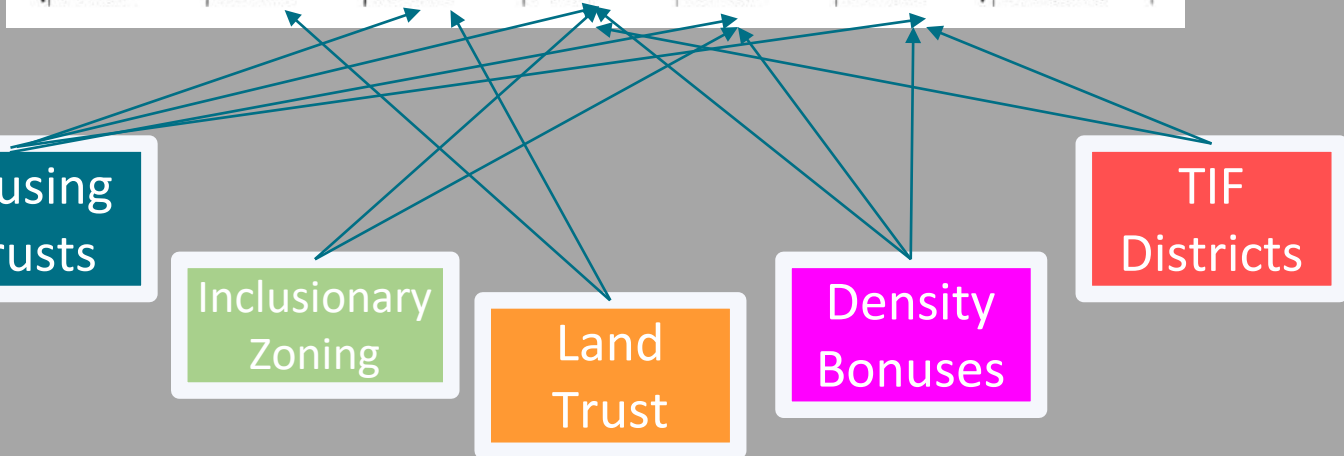 using
rusts
Inclusionary
Zoning
Land
Trust
Density
Bonuses
TIF
Districts